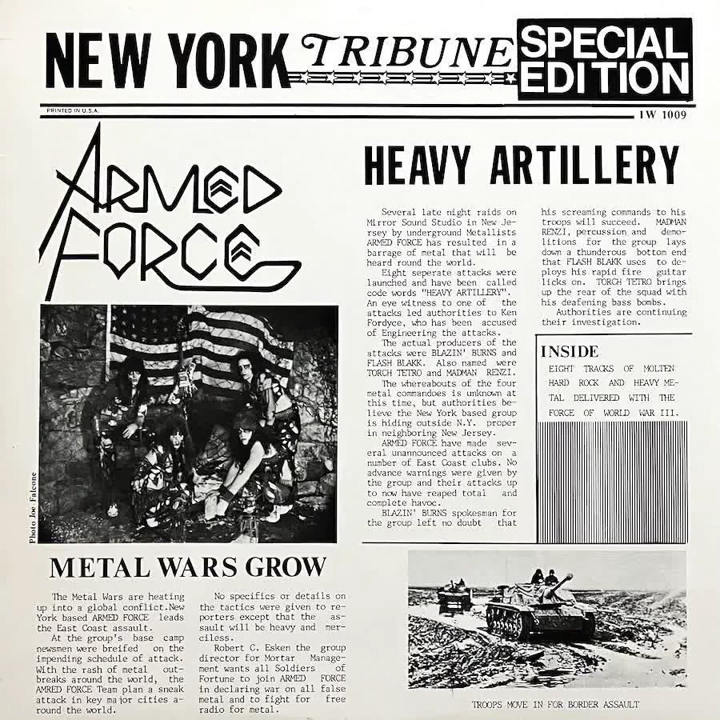 NEW YORK TRIBUNE SPECIAL EDITION
PRINTED IN U.S.A.
IW 1009
ARMED
FORCE
Photo Joe Falcone
METAL WARS GROW
The Metal Wars are heating
up into a global conflict.New
York based ARMED FORCE leads
the East Coast assault.
At the group's base camp
newsmen were breifed on the
impending schedule of attack.
With the rash of metal out-
breaks around the world, the
AMRED FORCE Team plan a sneak
attack in key major cities a-
round the world.
No specifics or details on
the tactics were given to re-
porters except that the as-
sault will be heavy and mer-
ciless.
Robert C. Esken the group
director for Mortar Manage-
ment wants all Soldiers of
Fortune to join ARMED FORCE
in declaring war on all false
metal and to fight for free
radio for metal.
HEAVY ARTILLERY
Several late night raids on
Mirror Sound Studio in New Je-
rsey by underground Metallists
ARMED FORCE has resulted in a
barrage of metal that will be
heard round the world.
Eight seperate attacks were
launched and have been called
code words "HEAVY ARTILLERY".
An eye witness to one of the
attacks led authorities to Ken
Fordyce, who has been accused
of Engineering the attacks.
The actual producers of the
attacks were BLAZIN' BURNS and
FLASH BLAKK. Also named were
TORCH TETRO and MADMAN RENZI.
The whereabouts of the four
metal commandoes is unknown at
this time, but authorities be-
lieve the New York based group
is hiding outside N.Y. proper
in neighboring New Jersey.
ARMED FORCE have made sev-
eral unannounced attacks on a
number of East Coast clubs. No
advance warnings were given by
the group and their attacks up
to now have reaped total and
complete havoc.
BLAZIN' BURNS spokesman for
the group left no doubt that
his screaming commands to his
troops will succeed. MADMAN
RENZI, percussion and demo-
litions for the group lays
down a thunderous bottom end
that FLASH BLAKK uses to de-
ploys his rapid fire guitar
licks on. TORCH TETRO brings
up the rear of the squad with
his deafening bass bombs.
Authorities are continuing
their investigation.
INSIDE
EIGHT TRACKS OF MOLTEN
HARD ROCK AND HEAVY ME-
TAL DELIVERED WITH THE
FORCE OF WORLD WAR III.
TROOPS MOVE IN FOR BORDER ASSAULT